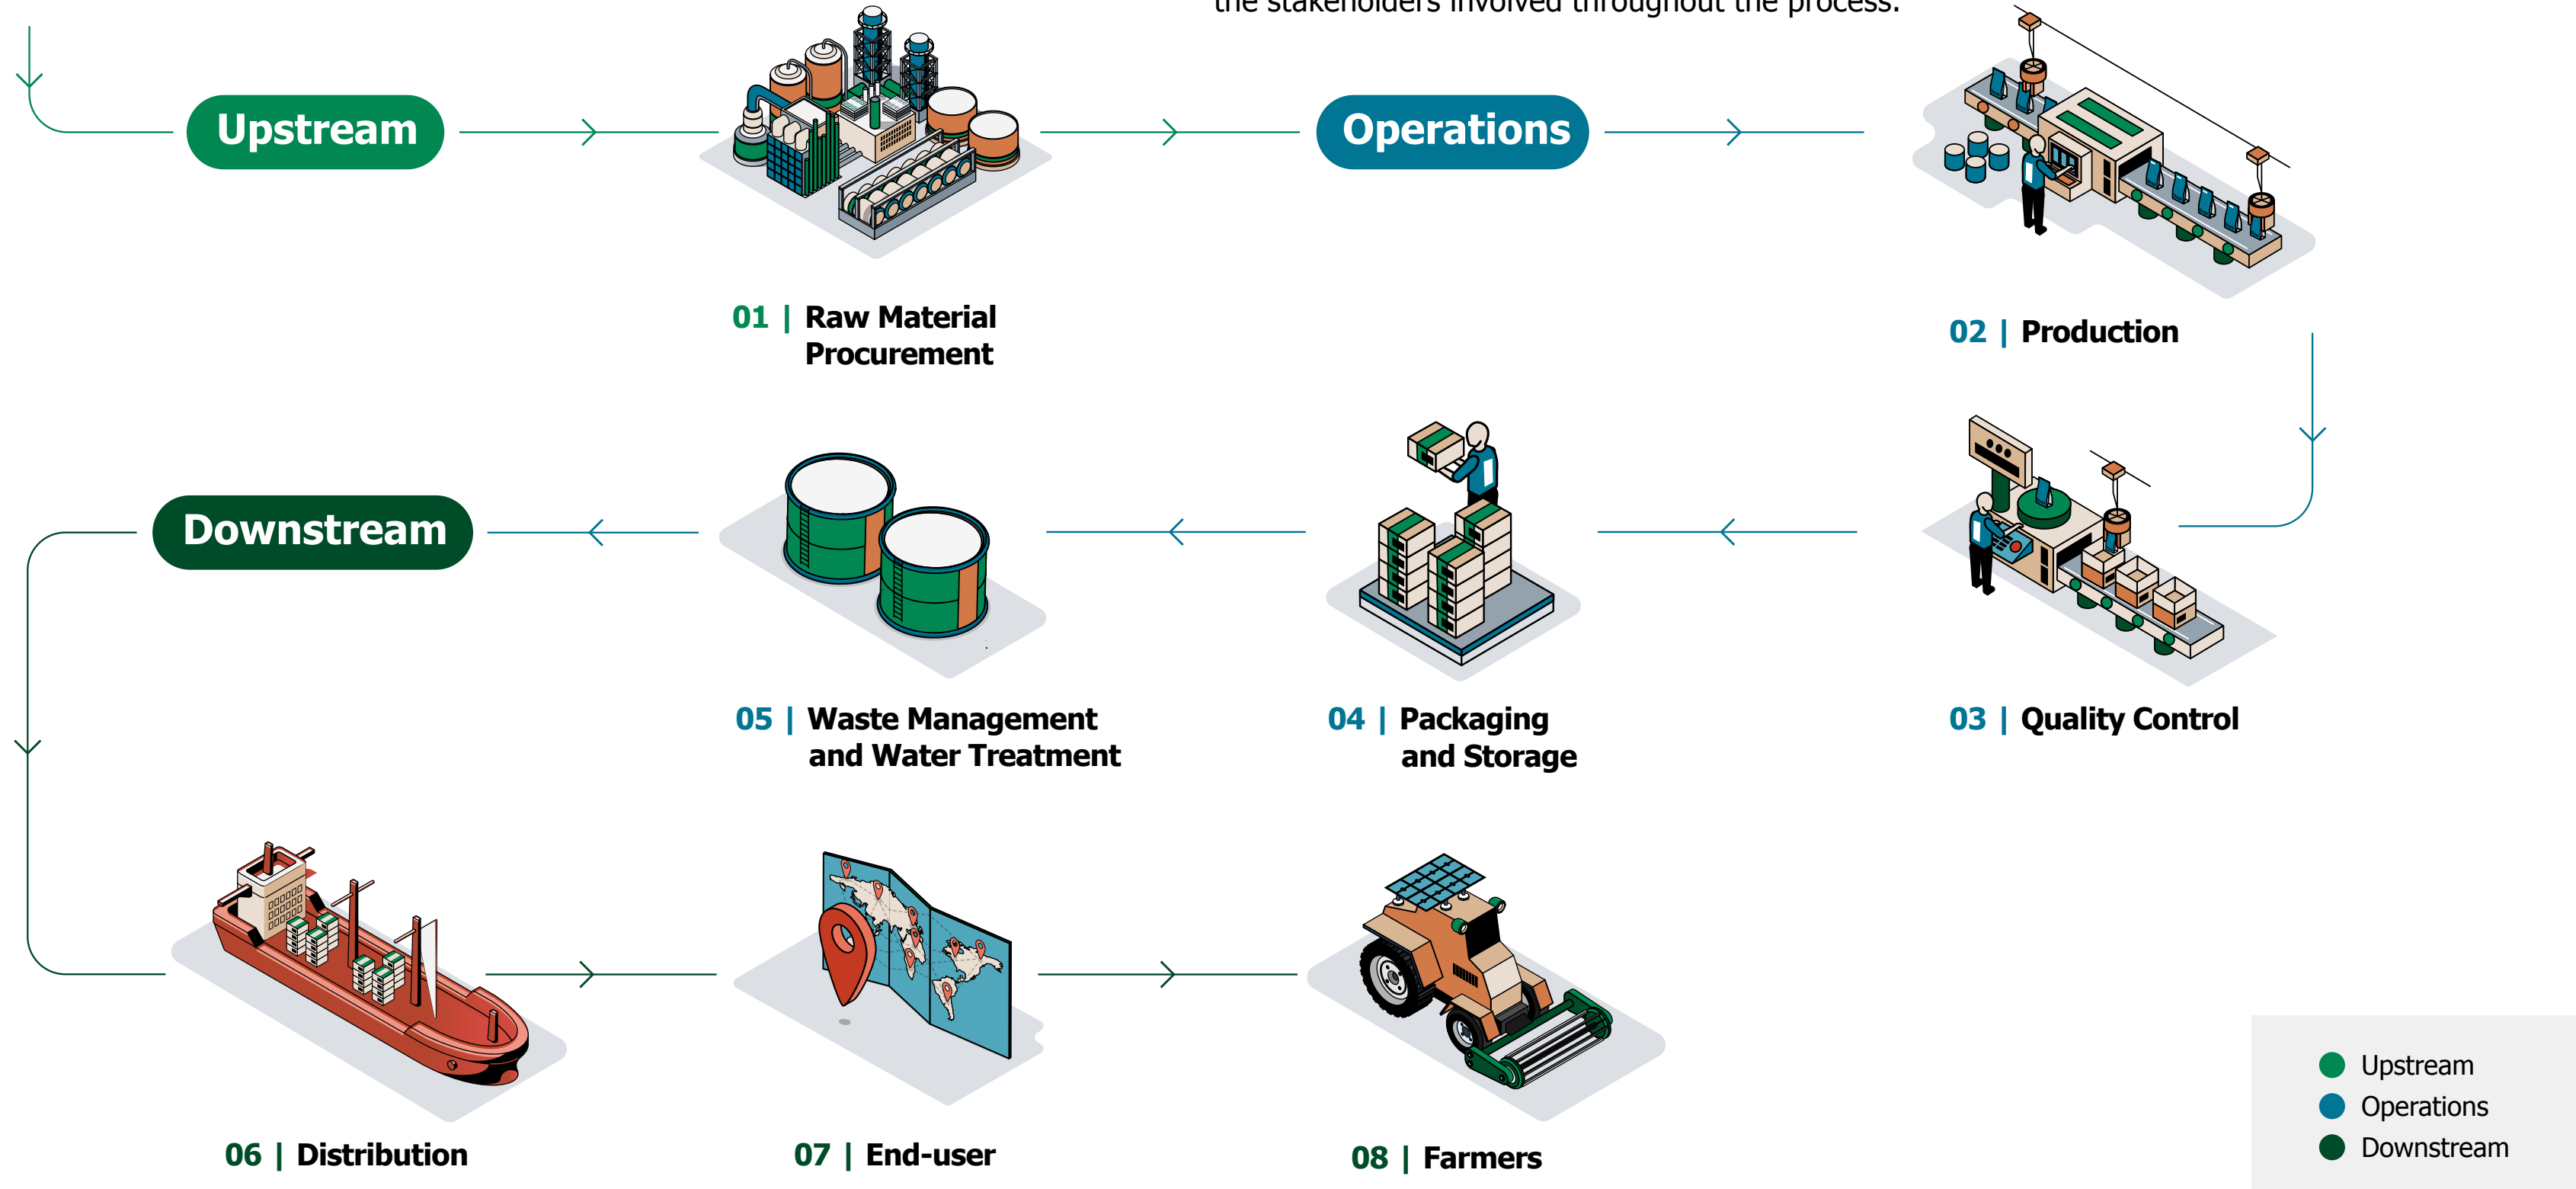 the stakeholders involved throughout the process.
Upstream
Operations
01 | Raw Material
Procurement
02 | Production
Downstream
05 | Waste Management
and Water Treatment
04 | Packaging
and Storage
03 | Quality Control
06 | Distribution
07 | End-user
08 | Farmers
Upstream
Operations
Downstream